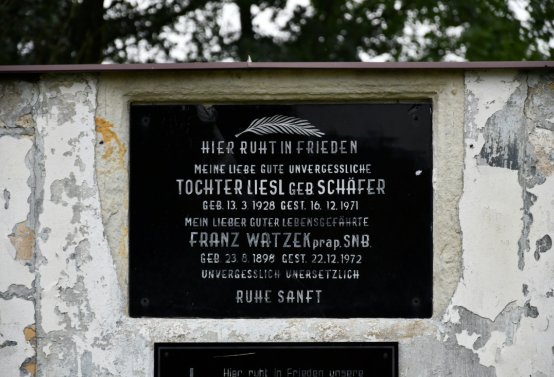 HIER RUHT IN FRIEDEN
MEINE LIEBE GUTE UNVERGESSLICHE
TOCHTER LIESL GEB SCHÄFER
GEB. 13. 3. 1928 GEST. 16. 12. 1971
MEIN LIEBER GUTER LEBENSGEFÄHRTE
FRANZ WATZEK prap. SNB.
GEB. 23. 8. 1898 GEST. 22. 12. 1972
UNVERGESSLICH UNERSETZLICH
RUHE SANFT
Hier ruht in Frieden unsere